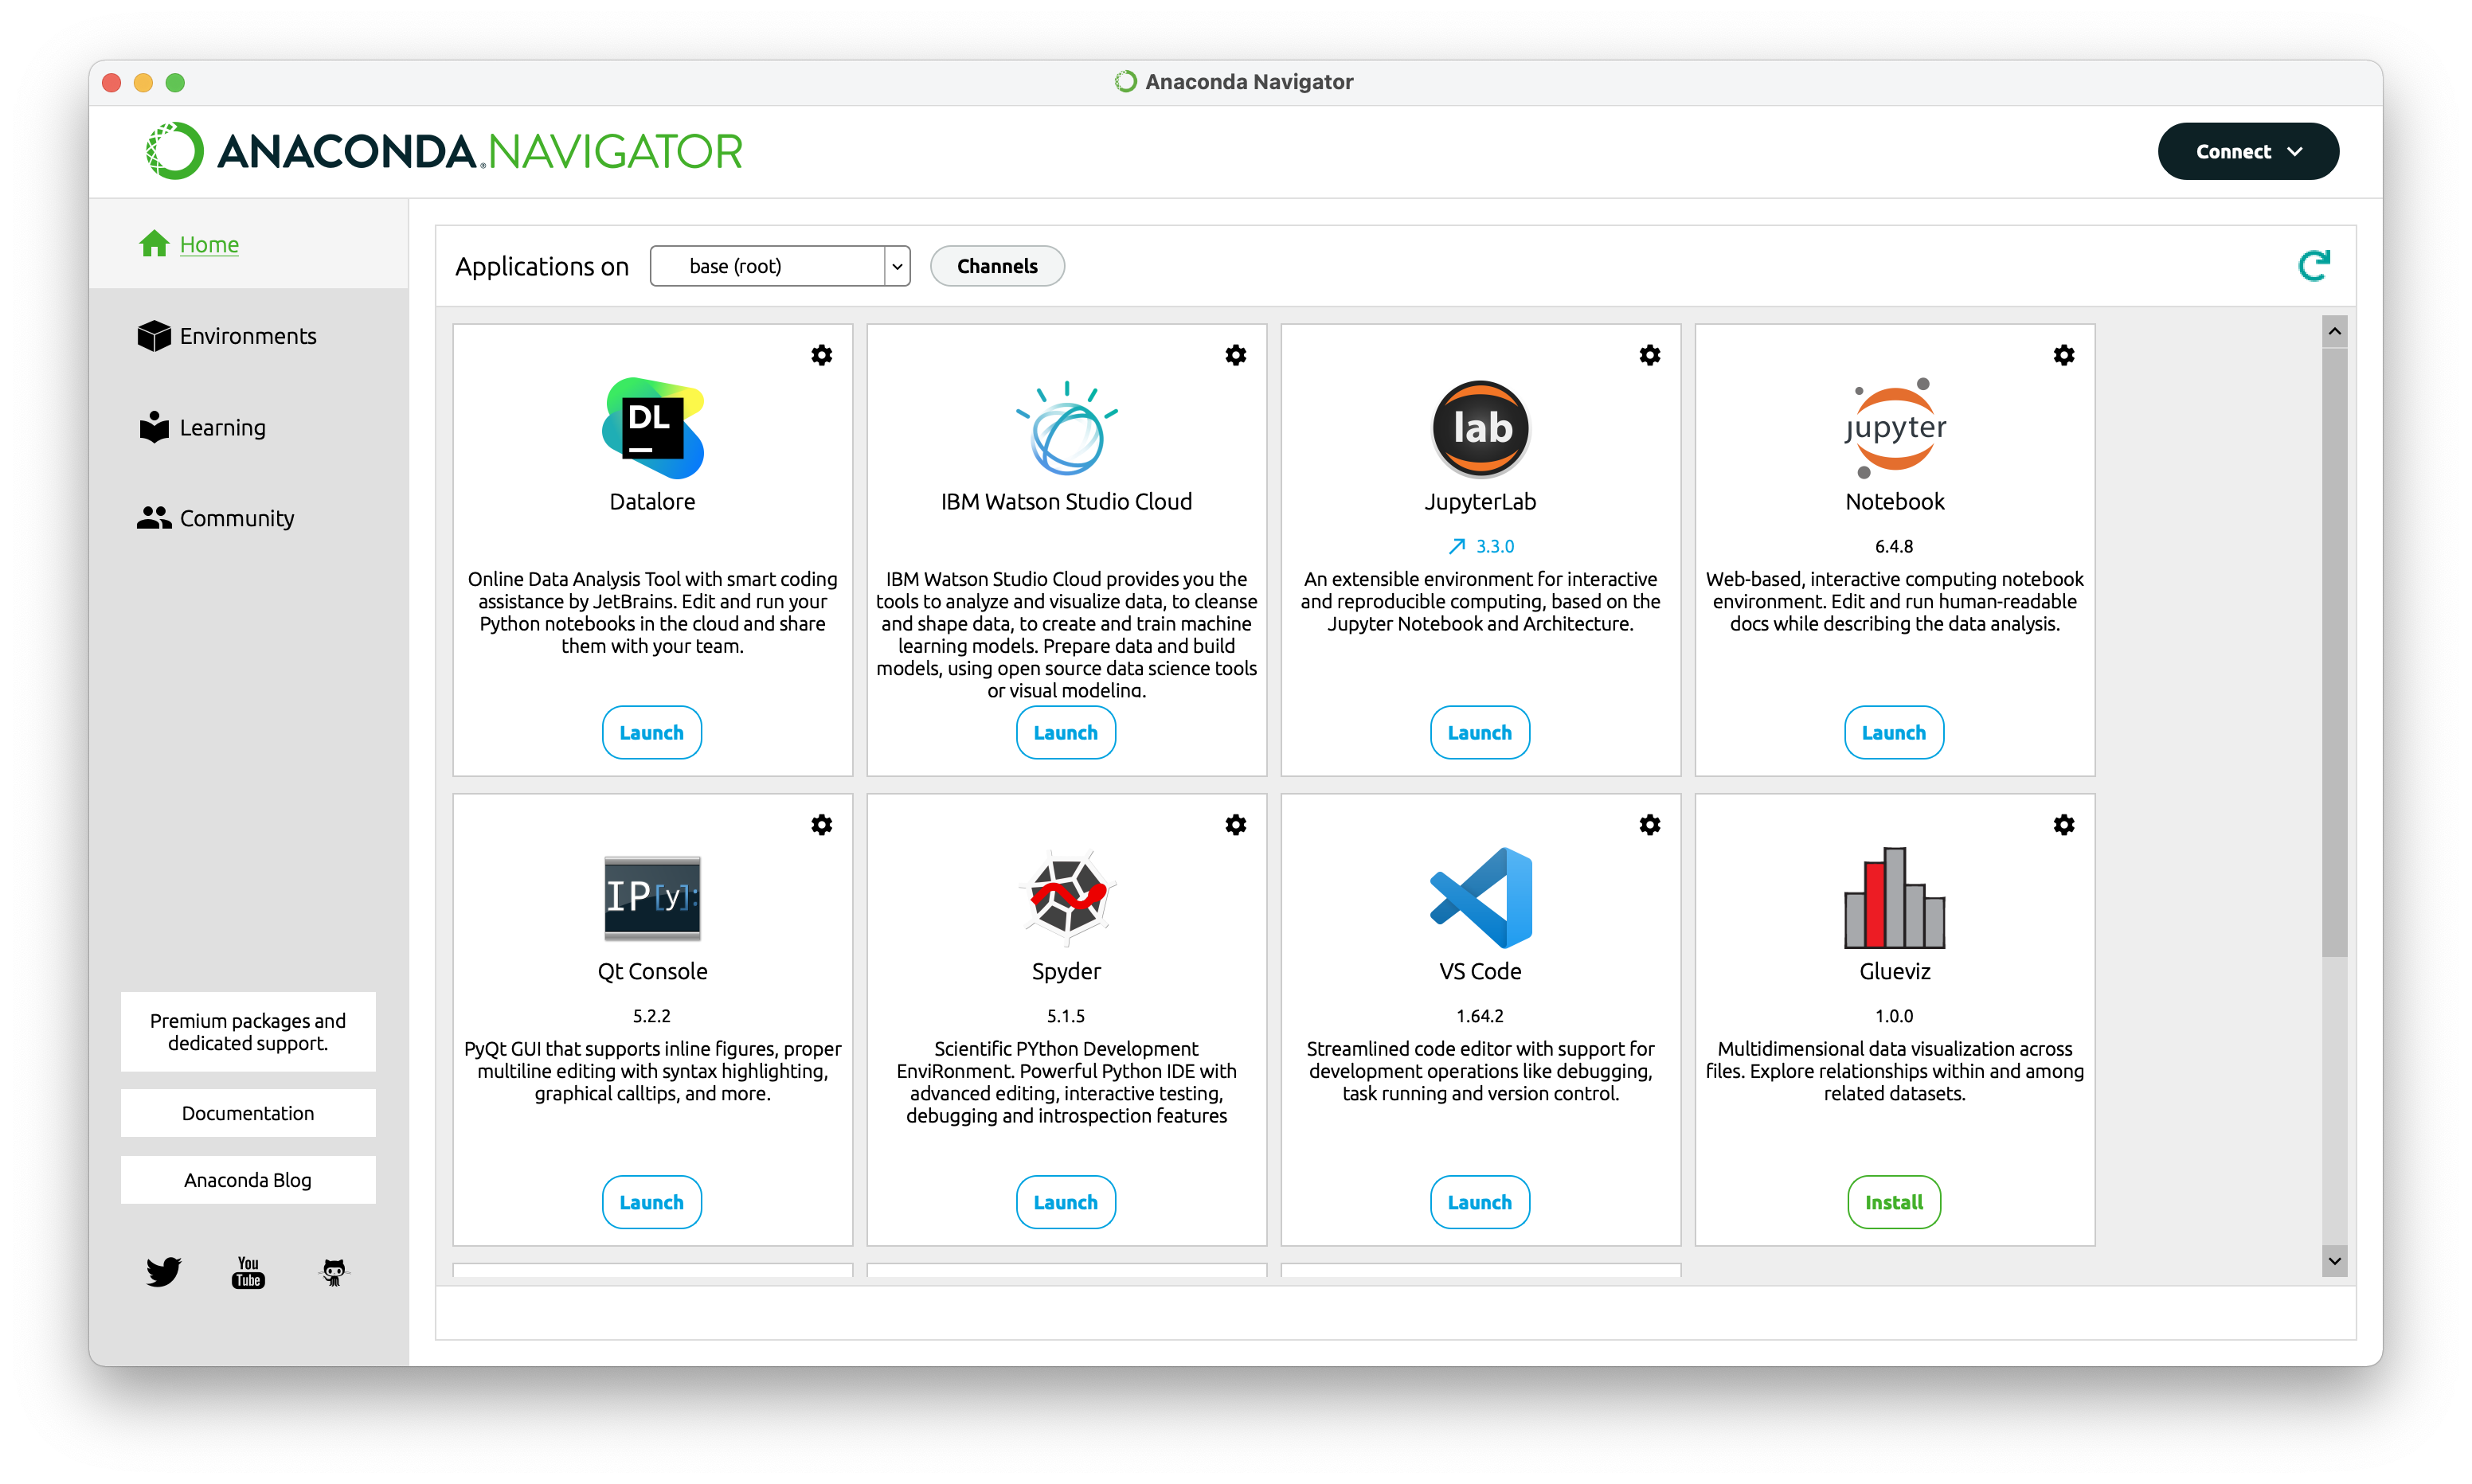 Anaconda Navigator
ANACONDA.NAVIGATOR
Connect
Home
Environments
Learning
Community
Premium packages and
dedicated support.
Documentation
Anaconda Blog
You
Tube
Applications on
base (root)
Channels
DL
Datalore
Online Data Analysis Tool with smart coding
assistance by JetBrains. Edit and run your
Python notebooks in the cloud and share
them with your team.
Launch
IBM Watson Studio Cloud
IBM Watson Studio Cloud provides you the
tools to analyze and visualize data, to cleanse
and shape data, to create and train machine
learning models. Prepare data and build
models, using open source data science tools
or visual modeling.
Launch
lab
JupyterLab
3.3.0
An extensible environment for interactive
and reproducible computing, based on the
Jupyter Notebook and Architecture.
Launch
jupyter
Notebook
6.4.8
Web-based, interactive computing notebook
environment. Edit and run human-readable
docs while describing the data analysis.
Launch
IP[y]:
Qt Console
5.2.2
PyQt GUI that supports inline figures, proper
multiline editing with syntax highlighting,
graphical calltips, and more.
Launch
Spyder
5.1.5
Scientific PYthon Development
EnviRonment. Powerful Python IDE with
advanced editing, interactive testing,
debugging and introspection features
Launch
VS Code
1.64.2
Streamlined code editor with support for
development operations like debugging,
task running and version control.
Launch
Glueviz
1.0.0
Multidimensional data visualization across
files. Explore relationships within and among
related datasets.
Install